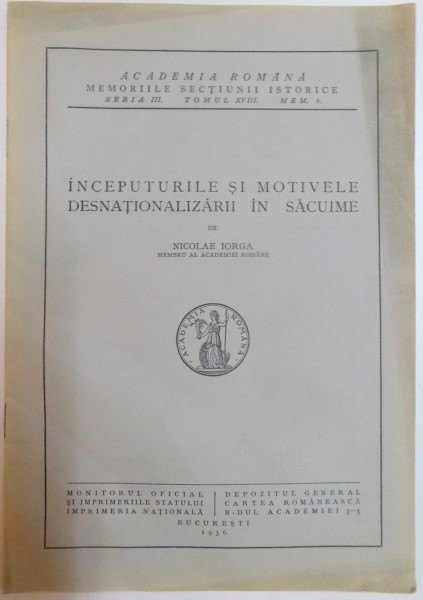 ACADEMIA ROMÂNĂ
MEMORIILE SECȚIUNII ISTORICE
SERIA III. TOMUL XVIII. MEM. 8.
ÎNCEPUTURILE ȘI MOTIVELE
DESNAȚIONALIZĂRII ÎN SĂCUIME
DE
NICOLAE IORGA
MEMBRU AL ACADEMIEI ROMÂNE
ACADEMIA ROMÂNĂ
MONITORUL OFICIAL
ȘI IMPRIMERIILE STATULUI
IMPRIMERIA NAȚIONALĂ
DEPOZITUL GENERAL
CARTEA ROMÂNEASCĂ
B-DUL ACADEMIEI 3-5
BUCUREȘTI
1936